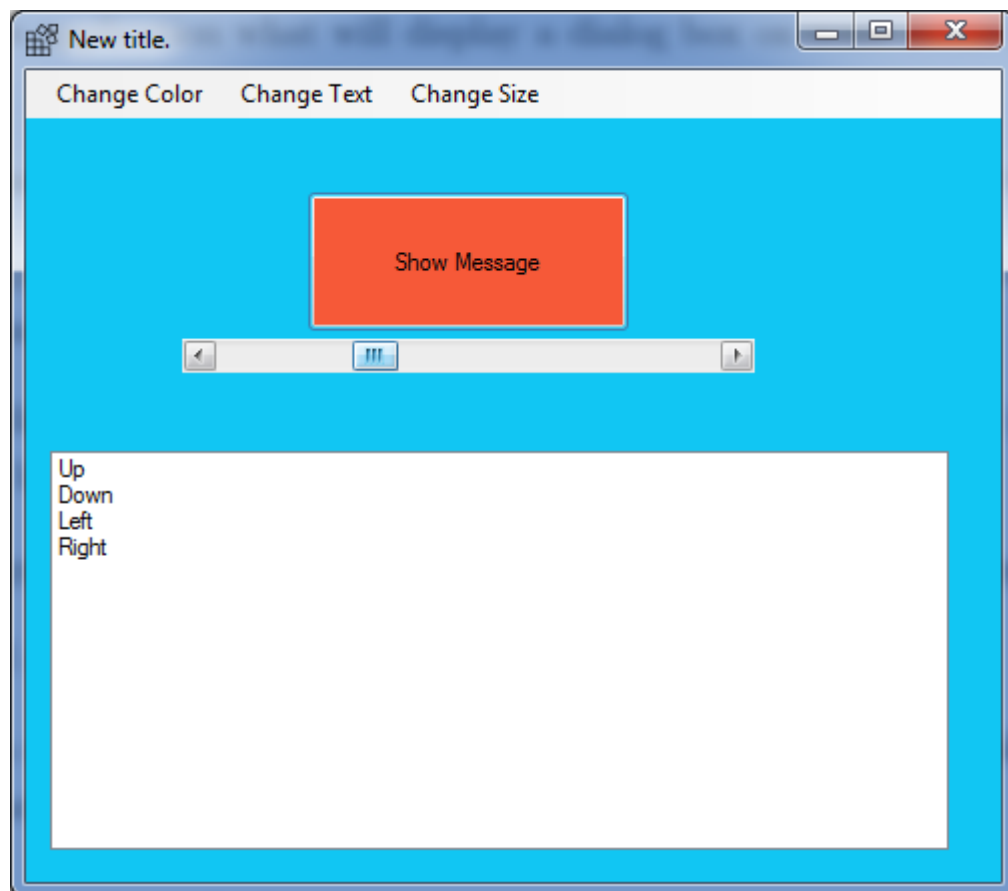 New title.
Change Color Change Text Change Size
Show Message
Up
Down
Left
Right